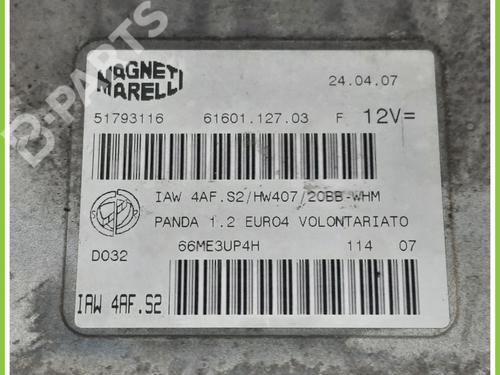 B-PARTS
MAGNETI
MARELLI
24.04.07
51793116 61601.127.03 F 12V=
IAW 4AF.S2/HW407/20BB-WHM
PANDA 1.2 EURO4 VOLONTARIATO
D032 66ME3UP4H 114 07
IAW 4AF.S2